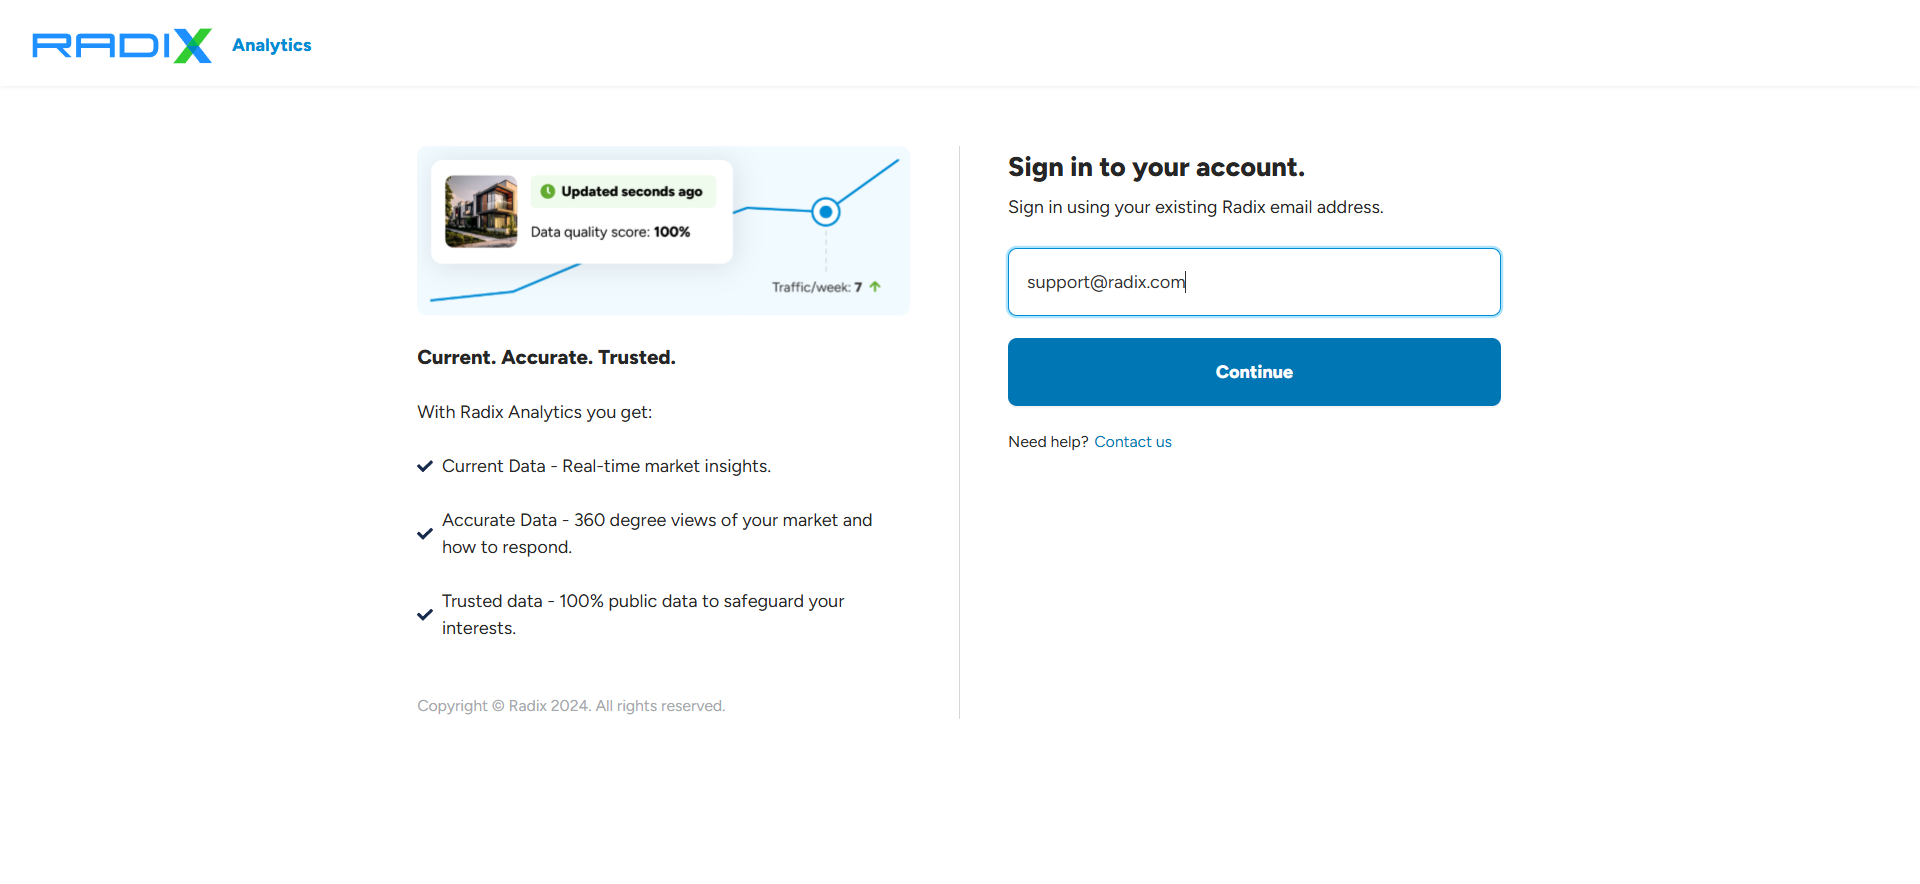 RADIX Analytics
Updated seconds ago
Data quality score: 100%
Traffic/week: 7
Current. Accurate. Trusted.
With Radix Analytics you get:
Current Data - Real-time market insights.
Accurate Data - 360 degree views of your market and
how to respond.
Trusted data - 100% public data to safeguard your
interests.
Copyright © Radix 2024. All rights reserved.
Sign in to your account.
Sign in using your existing Radix email address.
support@radix.com
Continue
Need help? Contact us